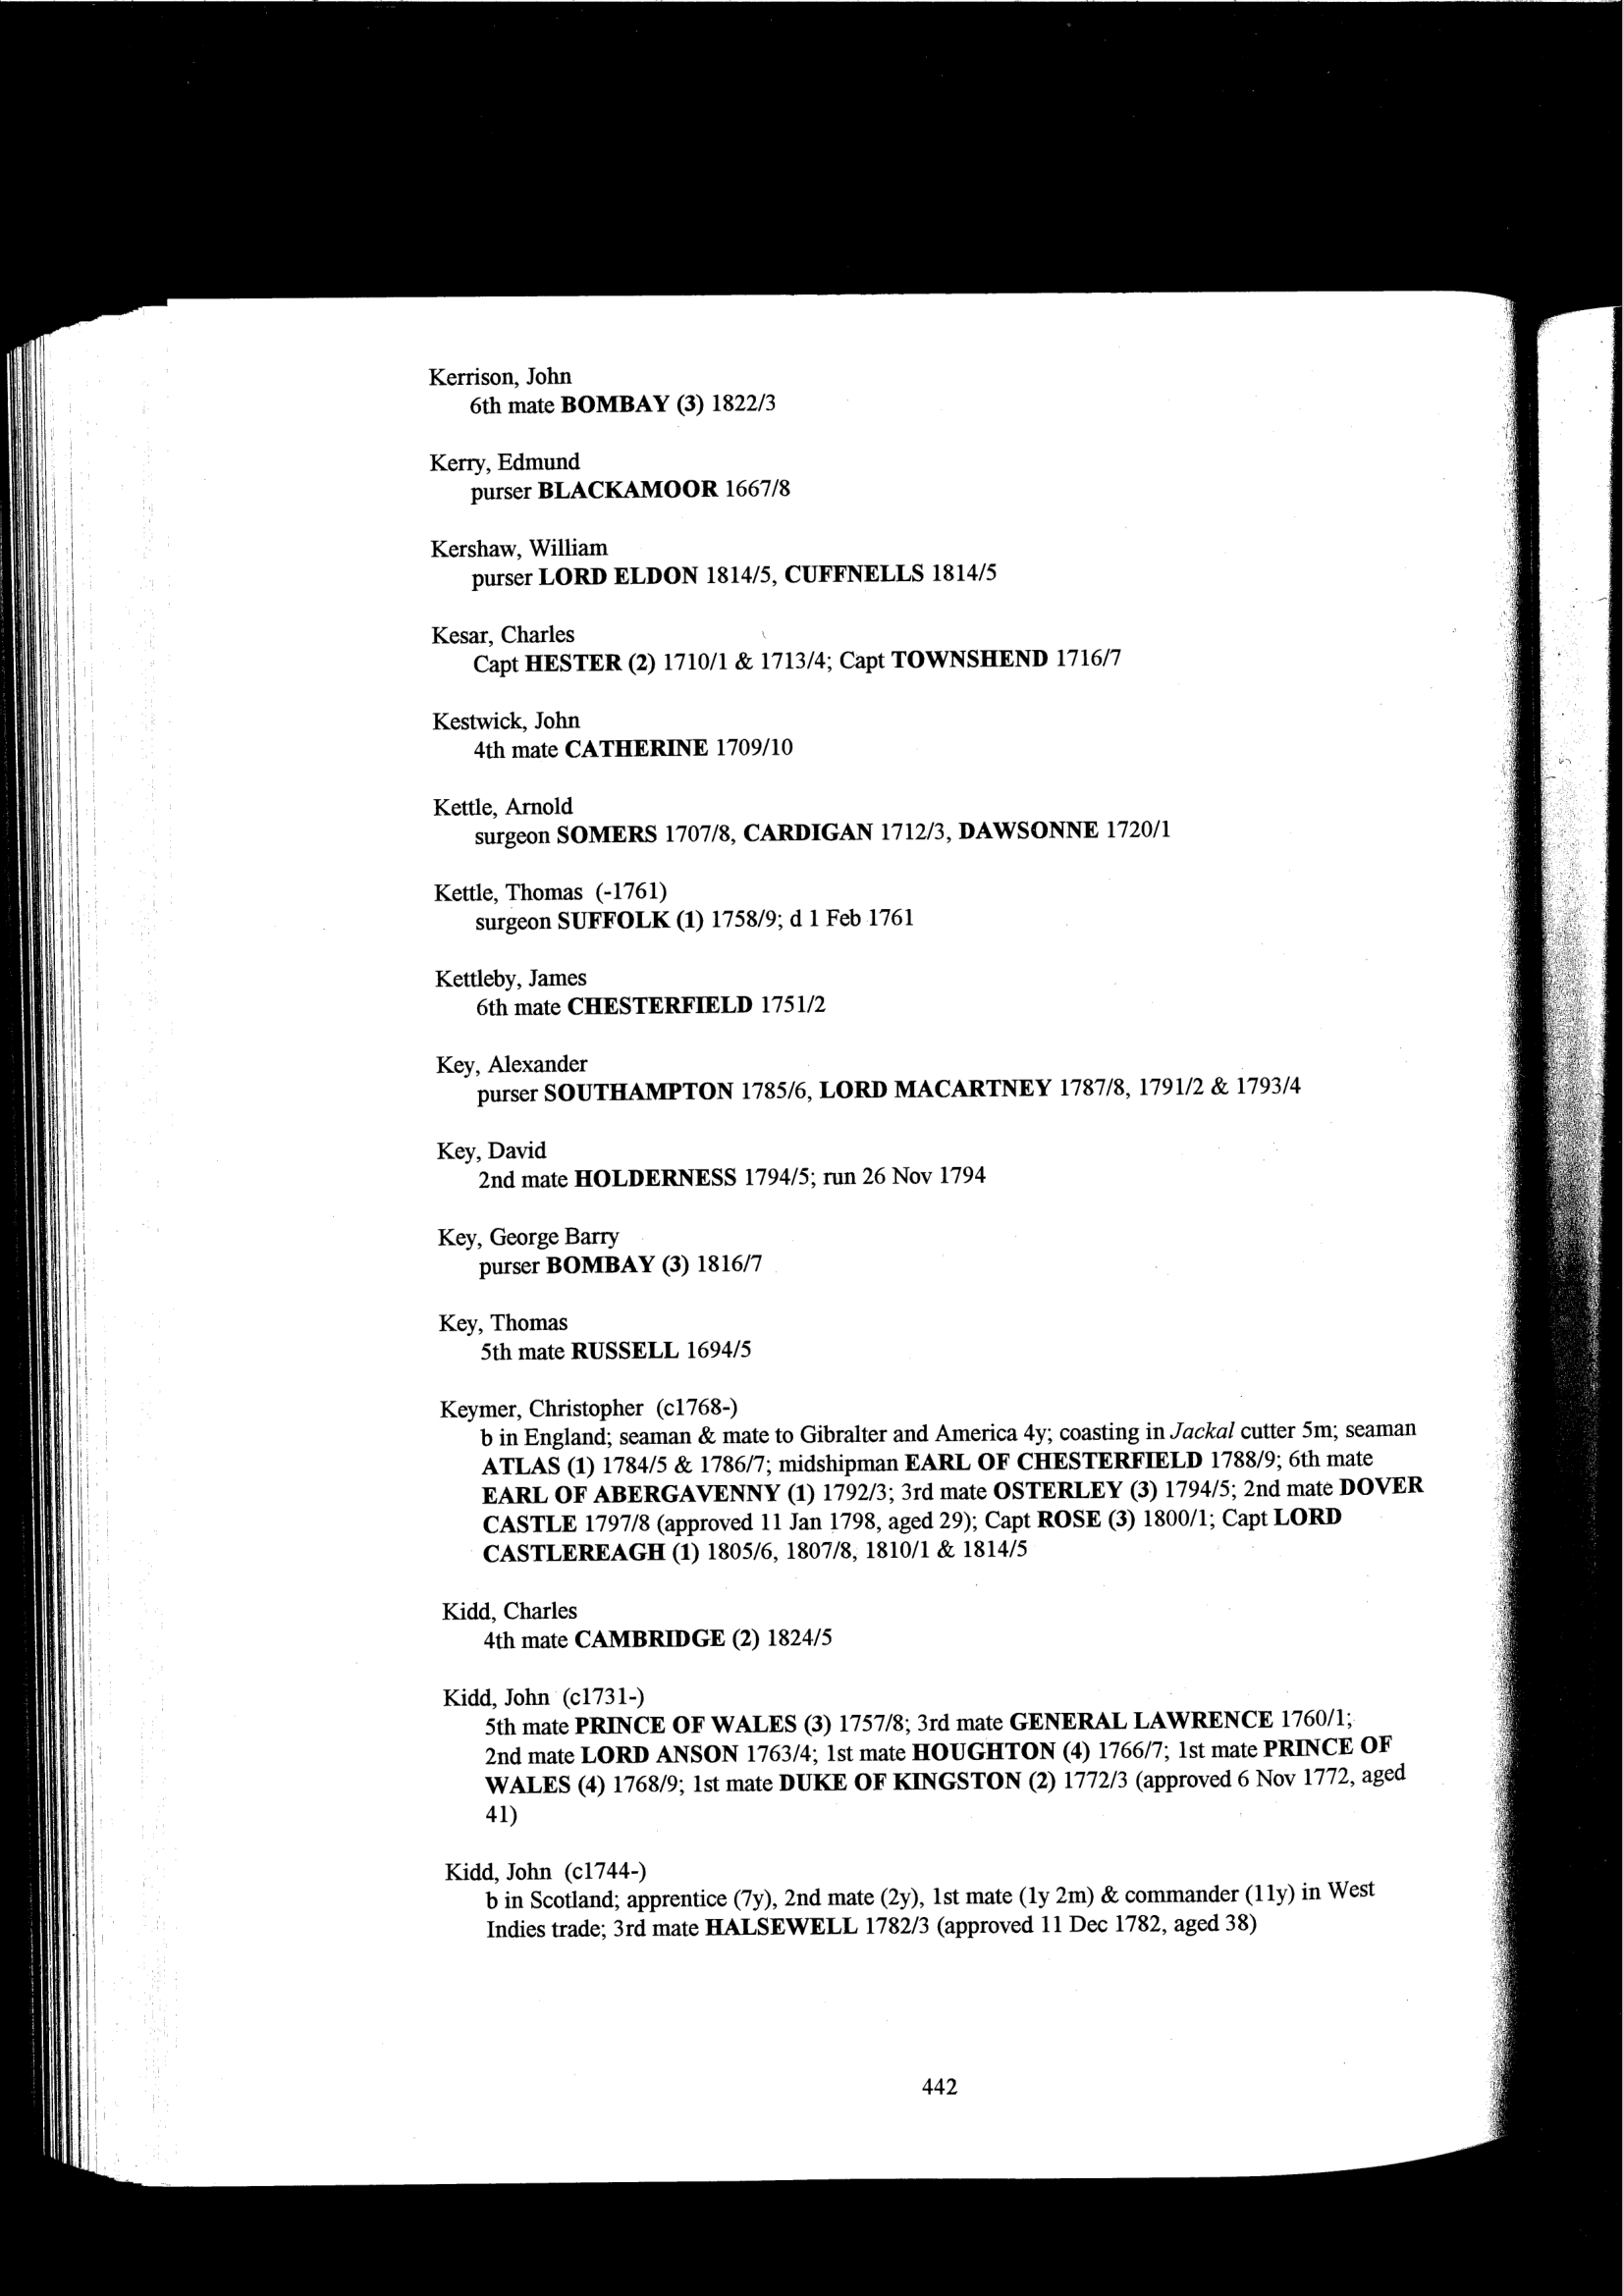 Kerrison, John
6th mate BOMBAY (3) 1822/3
Kerry, Edmund
purser BLACKAMOOR 1667/8
Kershaw, William
purser LORD ELDON 1814/5, CUFFNELLS 1814/5
Kesar, Charles
Capt HESTER (2) 1710/1 & 1713/4; Capt TOWNSHEND 1716/7
Kestwick, John
4th mate CATHERINE 1709/10
Kettle, Arnold
surgeon SOMERS 1707/8, CARDIGAN 1712/3, DAWSONNE 1720/1
Kettle, Thomas (-1761)
surgeon SUFFOLK (1) 1758/9; d 1 Feb 1761
Kettleby, James
6th mate CHESTERFIELD 1751/2
Key, Alexander
purser SOUTHAMPTON 1785/6, LORD MACARTNEY 1787/8, 1791/2 & 1793/4
Key, David
2nd mate HOLDERNESS 1794/5; run 26 Nov 1794
Key, George Barry
purser BOMBAY (3) 1816/7
Key, Thomas
5th mate RUSSELL 1694/5
Keymer, Christopher (c1768-)
b in England; seaman & mate to Gibralter and America 4y; coasting in Jackal cutter 5m; seaman
ATLAS (1) 1784/5 & 1786/7; midshipman EARL OF CHESTERFIELD 1788/9; 6th mate
EARL OF ABERGAVENNY (1) 1792/3; 3rd mate OSTERLEY (3) 1794/5; 2nd mate DOVER
CASTLE 1797/8 (approved 11 Jan 1798, aged 29); Capt ROSE (3) 1800/1; Capt LORD
CASTLEREAGH (1) 1805/6, 1807/8, 1810/1 & 1814/5
Kidd, Charles
4th mate CAMBRIDGE (2) 1824/5
Kidd, John (c1731-)
5th mate PRINCE OF WALES (3) 1757/8; 3rd mate GENERAL LAWRENCE 1760/1;
2nd mate LORD ANSON 1763/4; 1st mate HOUGHTON (4) 1766/7; 1st mate PRINCE OF
WALES (4) 1768/9; 1st mate DUKE OF KINGSTON (2) 1772/3 (approved 6 Nov 1772, aged
41)
Kidd, John (c1744-)
b in Scotland; apprentice (7y), 2nd mate (2y), 1st mate (1y 2m) & commander (11y) in West
Indies trade; 3rd mate HALSEWELL 1782/3 (approved 11 Dec 1782, aged 38)
442